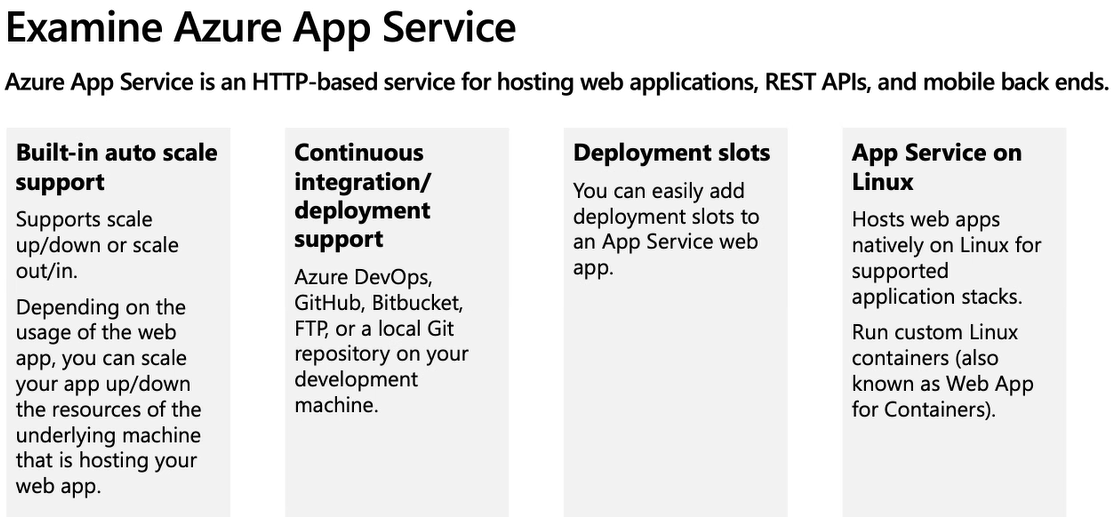 Examine Azure App Service
Azure App Service is an HTTP-based service for hosting web applications, REST APIs, and mobile back ends.
Built-in auto scale
support
Supports scale
up/down or scale
out/in.
Depending on the
usage of the web
app, you can scale
your app up/down
the resources of the
underlying machine
that is hosting your
web app.
Continuous
integration/
deployment
support
Azure DevOps,
GitHub, Bitbucket,
FTP, or a local Git
repository on your
development
machine.
Deployment slots
You can easily add
deployment slots to
an App Service web
app.
App Service on
Linux
Hosts web apps
natively on Linux for
supported
application stacks.
Run custom Linux
containers (also
known as Web App
for Containers).